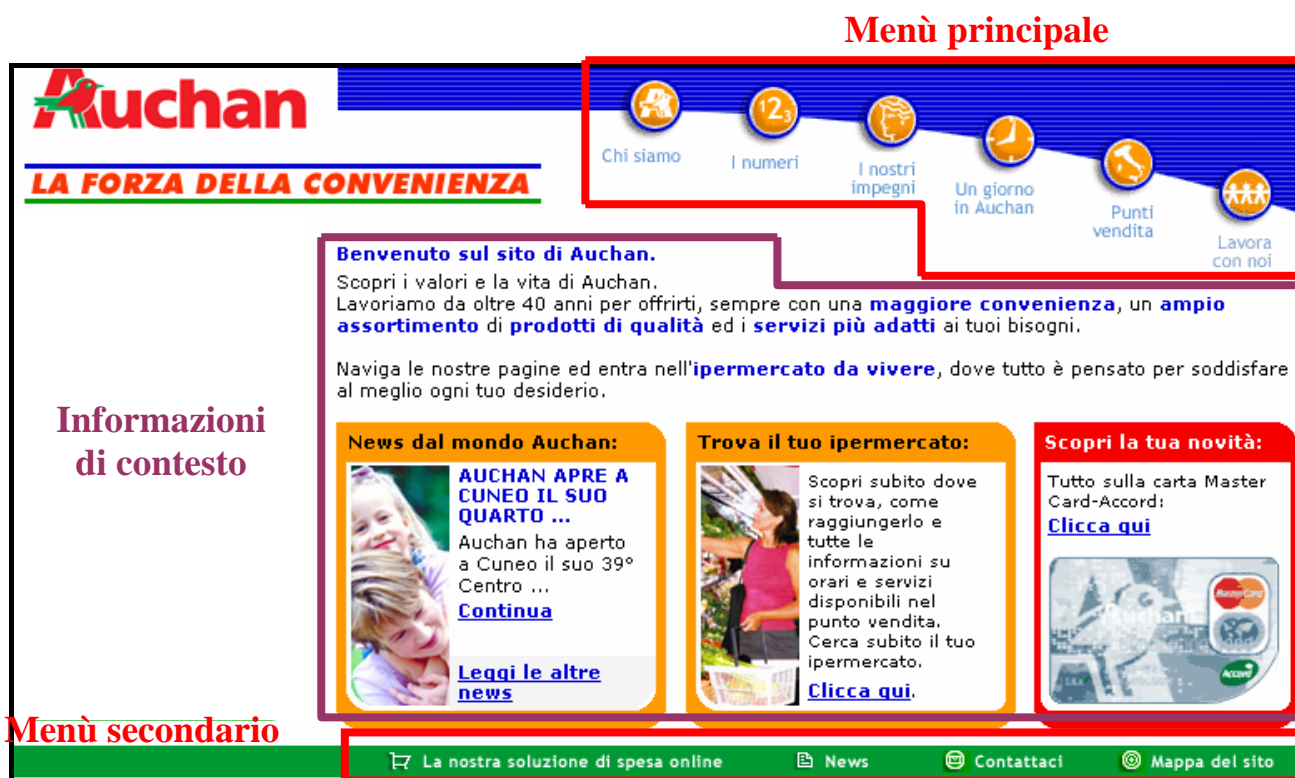 Menù principale
Auchan
LA FORZA DELLA CONVENIENZA
Chi siamo
1 2 3
I numeri
I nostri
impegni
Un giorno
in Auchan
Punti
vendita
Lavora
con noi
Benvenuto sul sito di Auchan.
Scopri i valori e la vita di Auchan.
Lavoriamo da oltre 40 anni per offrirti, sempre con una maggiore convenienza, un ampio
assortimento di prodotti di qualità ed i servizi più adatti ai tuoi bisogni.
Naviga le nostre pagine ed entra nell'ipermercato da vivere, dove tutto è pensato per soddisfare
al meglio ogni tuo desiderio.
Informazioni
di contesto
News dal mondo Auchan:
AUCHAN APRE A
CUNEO IL SUO
QUARTO ...
Auchan ha aperto
a Cuneo il suo 39°
Centro ...
Continua
Leggi le altre
news
Trova il tuo ipermercato:
Scopri subito dove
si trova, come
raggiungerlo e
tutte le
informazioni su
orari e servizi
disponibili nel
punto vendita.
Cerca subito il tuo
ipermercato.
Clicca qui.
Scopri la tua novità:
Tutto sulla carta Master
Card-Accord:
Clicca qui
Auchan
MasterCard
Accord
Menù secondario
La nostra soluzione di spesa online
News
Contattaci
Mappa del sito